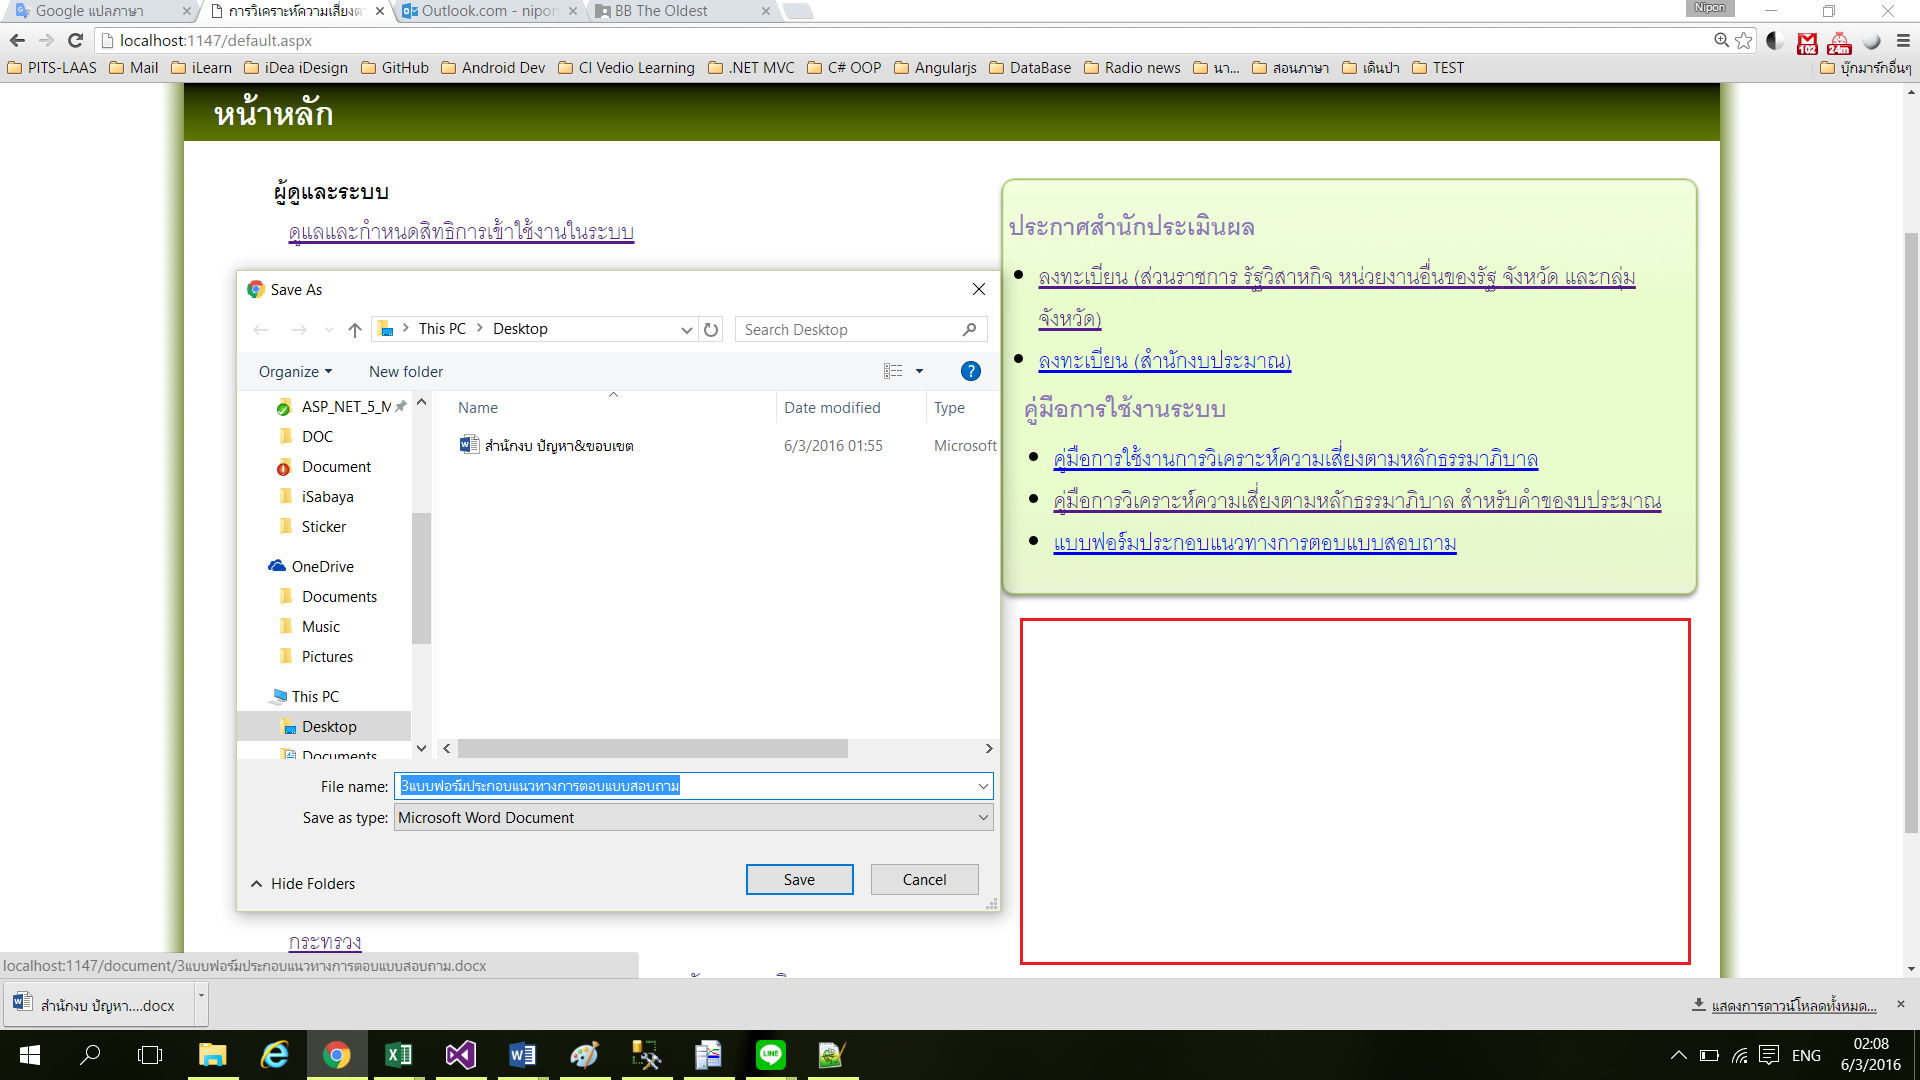 Google แปลภาษา
การวิเคราะห์ความเสี่ยงตา
Outlook.com - nipon
BB The Oldest
Nipon
localhost:1147/default.aspx
102
24m
PITS-LAAS
Mail
iLearn
iDea iDesign
GitHub
Android Dev
CI Vedio Learning
.NET MVC
C# OOP
Angularjs
DataBase
Radio news
นา...
สอนภาษา
เดินป่า
TEST
บุ๊กมาร์กอื่นๆ
หน้าหลัก
ผู้ดูและระบบ
ดูแลและกำหนดสิทธิการเข้าใช้งานในระบบ
ประกาศสำนักประเมินผล
ลงทะเบียน (ส่วนราชการ รัฐวิสาหกิจ หน่วยงานอื่นของรัฐ จังหวัด และกลุ่ม
จังหวัด)
ลงทะเบียน (สำนักงบประมาณ)
คู่มือการใช้งานระบบ
คู่มือการใช้งานการวิเคราะห์ความเสี่ยงตามหลักธรรมาภิบาล
คู่มือการวิเคราะห์ความเสี่ยงตามหลักธรรมาภิบาล สำหรับคำของบประมาณ
แบบฟอร์มประกอบแนวทางการตอบแบบสอบถาม
Save As
This PC
Desktop
Search Desktop
Organize
New folder
?
Name
Date modified
Type
สำนักงบ ปัญหา&ขอบเขต
6/3/2016 01:55
Microsoft
ASP_NET_5_M
DOC
Document
iSabaya
Sticker
OneDrive
Documents
Music
Pictures
This PC
Desktop
Documents
File name:
3แบบฟอร์มประกอบแนวทางการตอบแบบสอบถาม
Save as type:
Microsoft Word Document
Hide Folders
Save
Cancel
กระทรวง
localhost:1147/document/3แบบฟอร์มประกอบแนวทางการตอบแบบสอบถาม.docx
สำนักงบ ปัญหา....docx
แสดงการดาวน์โหลดทั้งหมด...
LINE
ENG
02:08
6/3/2016